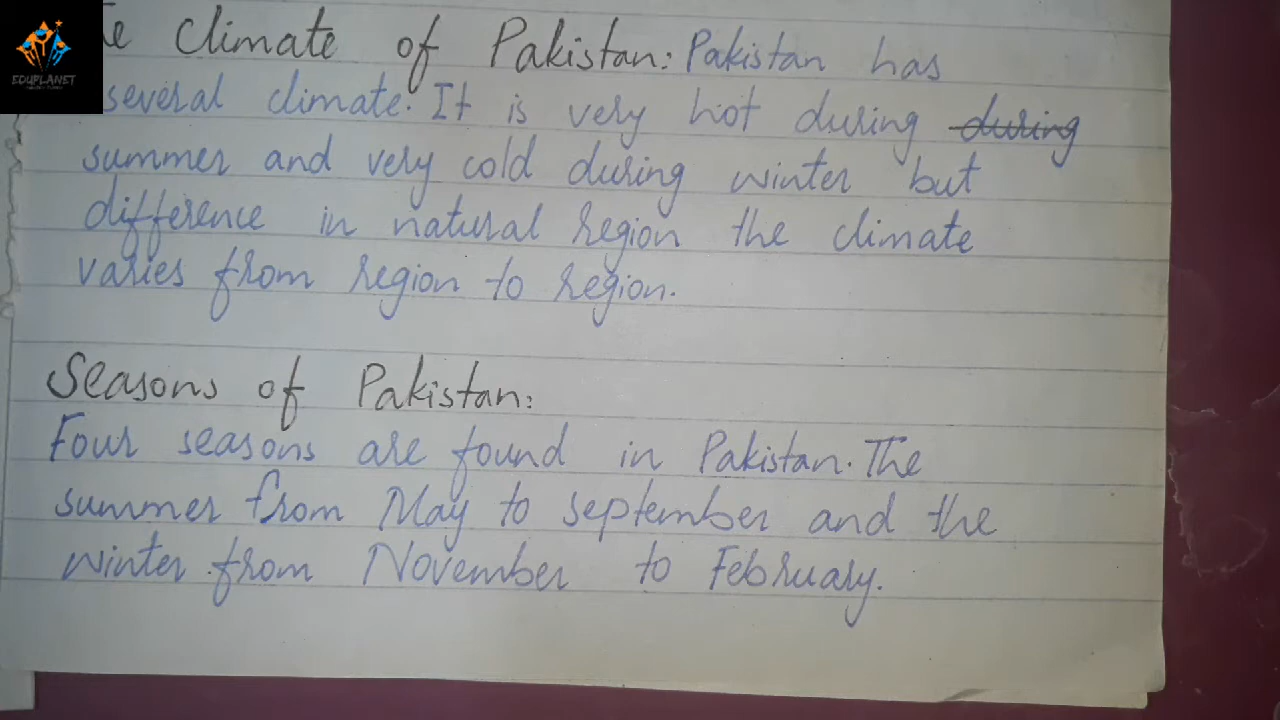 EDUPLANET
Climate of Pakistan: Pakistan has
several climate. It is very hot during during
summer and very cold during winter but
difference in natural region the climate
varies from region to region.
Seasons of Pakistan:
Four seasons are found in Pakistan. The
summer from May to september and the
winter from November to February.